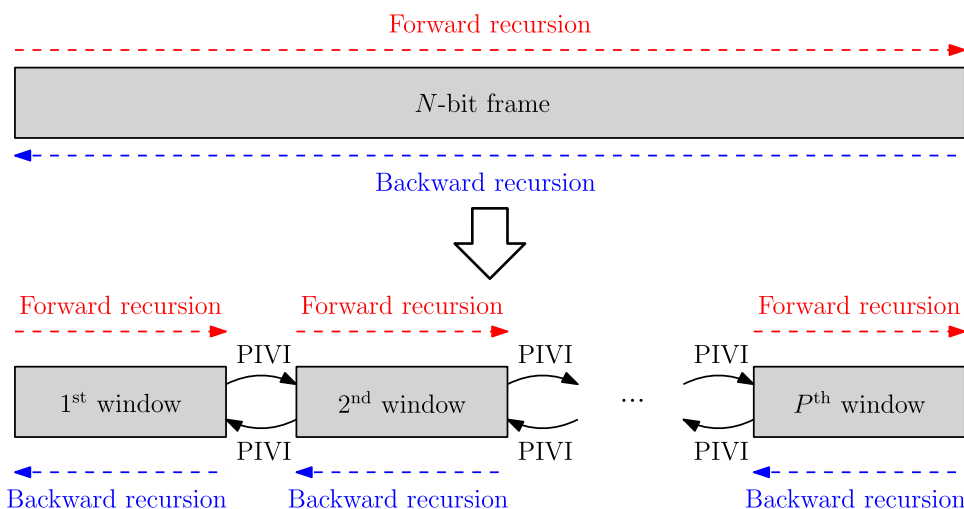 Forward recursion
N-bit frame
Backward recursion
Forward recursion Forward recursion Forward recursion
PIVI PIVI PIVI
1st window 2nd window ... Pth window
PIVI PIVI PIVI
Backward recursion Backward recursion Backward recursion